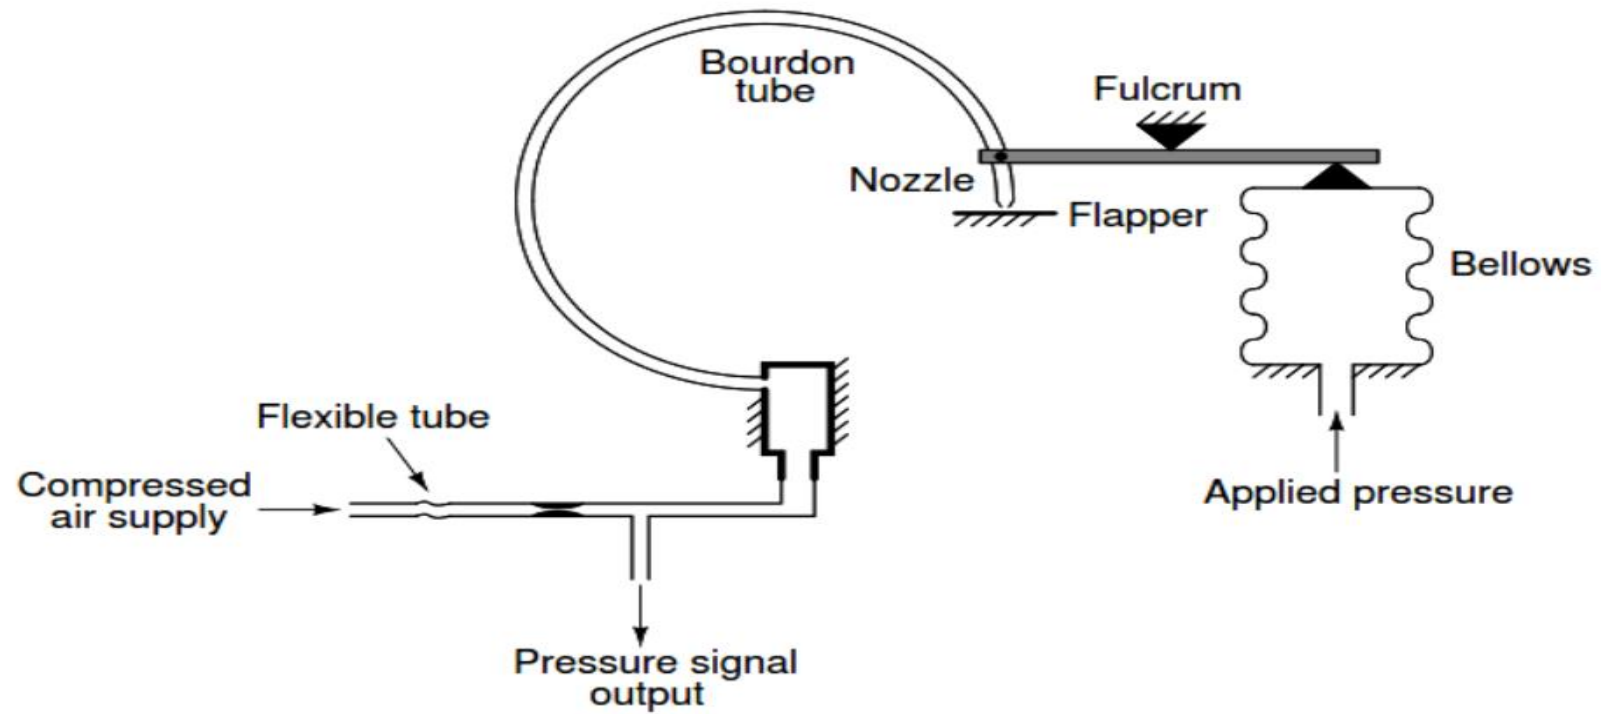 Bourdon
tube
Fulcrum
Nozzle
Flapper
Bellows
Flexible tube
Compressed
air supply
Applied pressure
Pressure signal
output